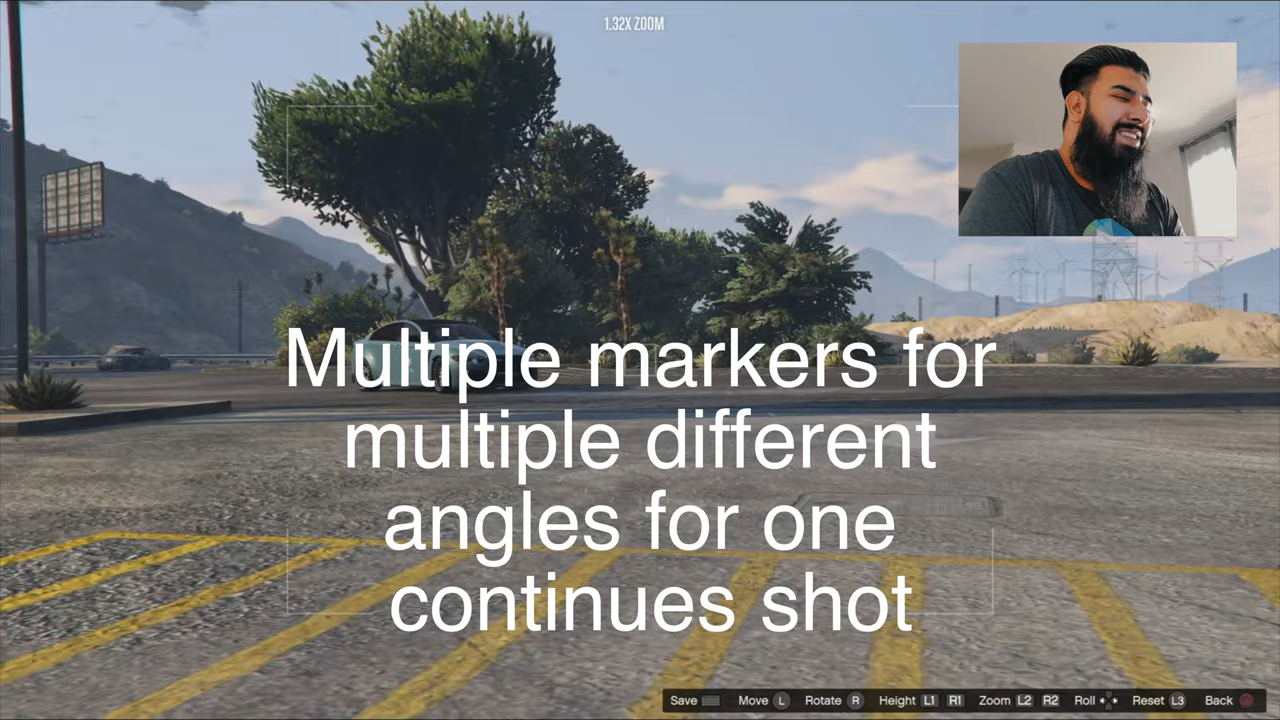 1.32X ZOOM
Multiple markers for
multiple different
angles for one
continues shot
Save Move L Rotate R Height L1 R1 Zoom L2 R2 Roll Reset L3 Back